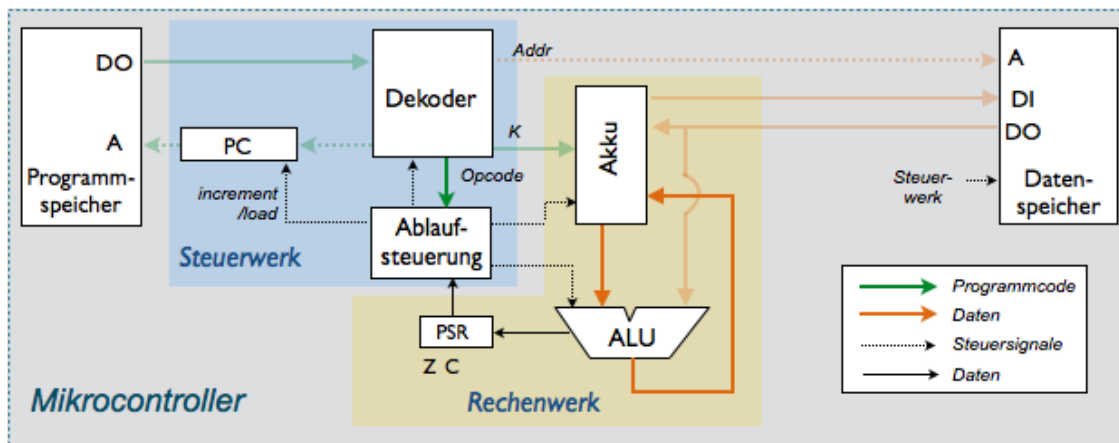 DO
A
Programm-
speicher
PC
increment
/load
Steuerwerk
Dekoder
Opcode
Ablauf-
steuerung
PSR
Z C
Addr
K
Akku
ALU
Rechenwerk
A
DI
DO
Steuer-
werk
Daten-
speicher
Programmcode
Daten
Steuersignale
Daten
Mikrocontroller